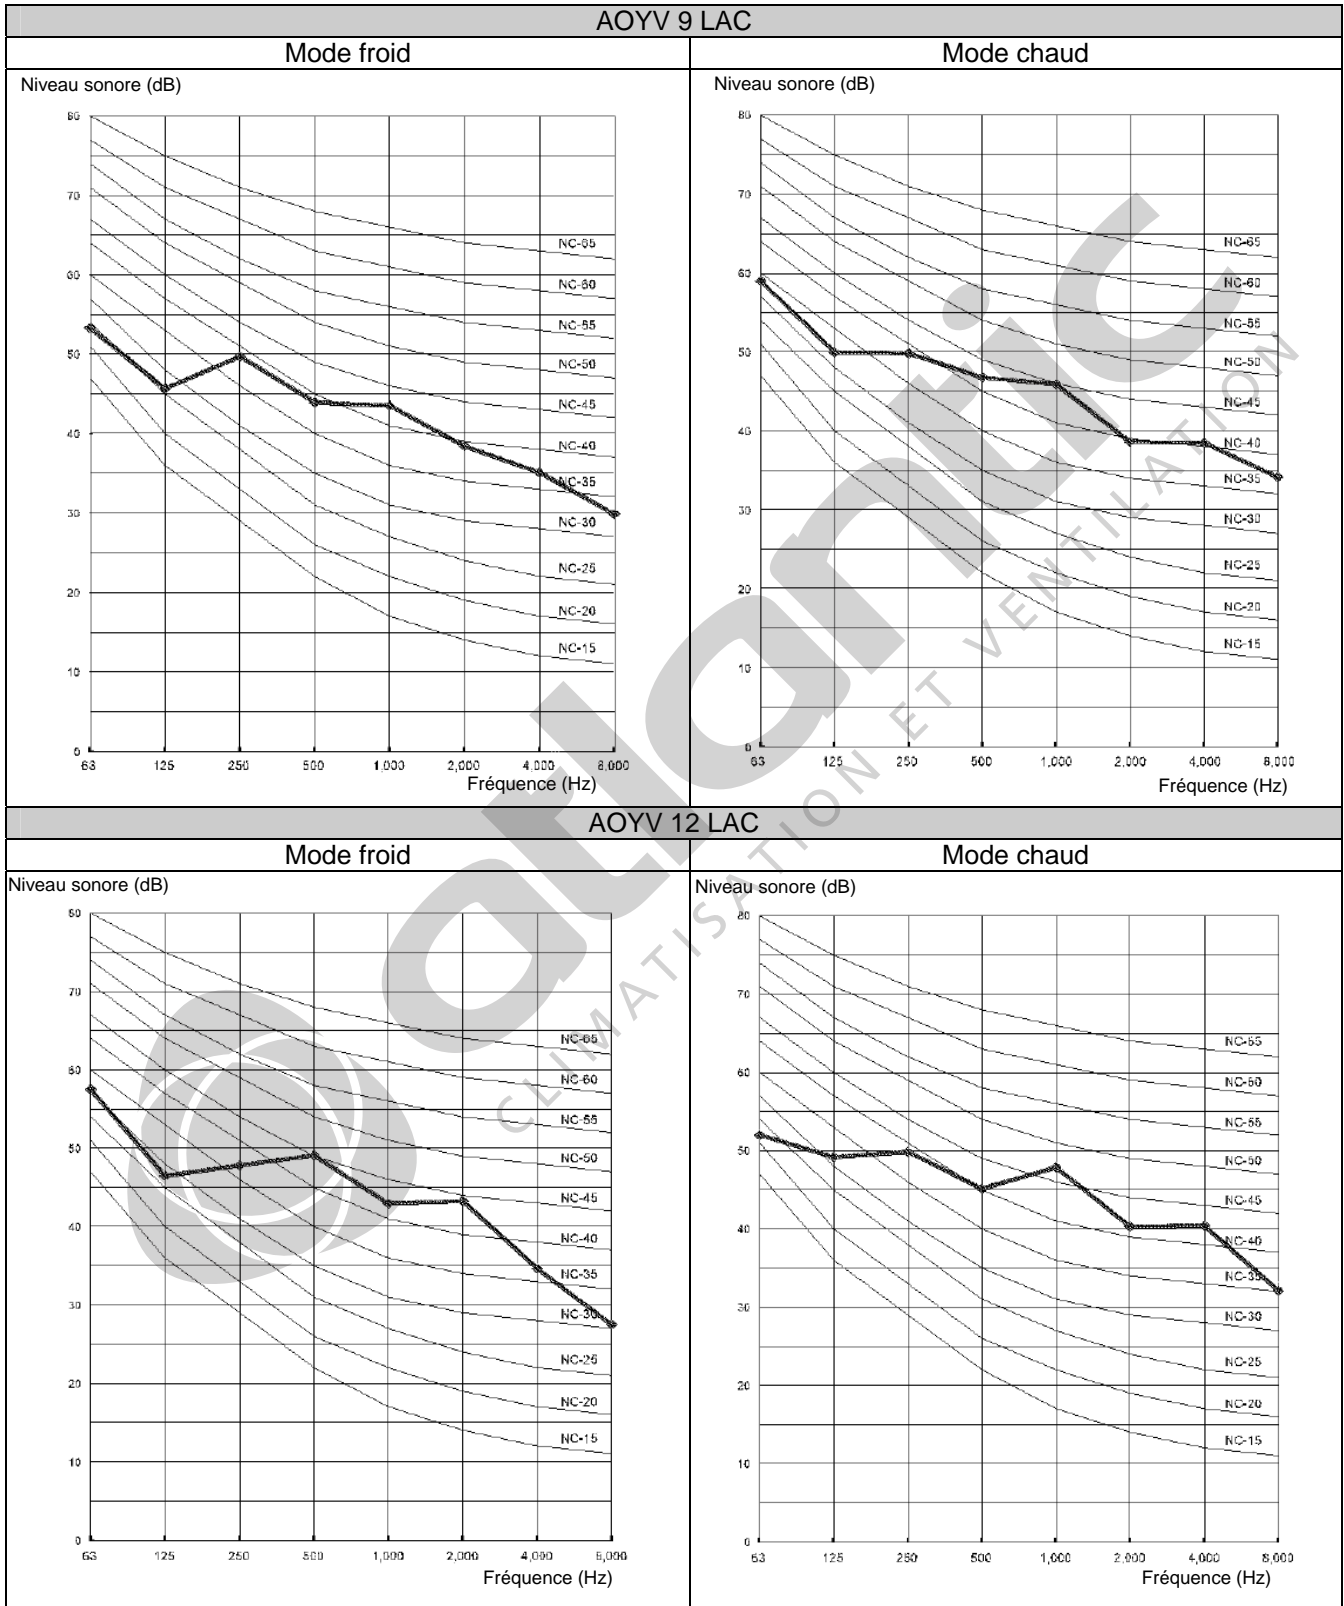 AOYV 9 LAC
Mode froid
Mode chaud
Niveau sonore (dB)
80
70
60
50
40
30
20
10
0
NC-65
NC-60
NC-55
NC-50
NC-45
NC-40
NC-35
NC-30
NC-25
NC-20
NC-15
63 125 250 500 1,000 2,000 4,000 8,000
Fréquence (Hz)
Niveau sonore (dB)
80
70
60
50
40
30
20
10
0
NC-65
NC-60
NC-55
NC-50
NC-45
NC-40
NC-35
NC-30
NC-25
NC-20
NC-15
63 125 250 500 1,000 2,000 4,000 8,000
Fréquence (Hz)
AOYV 12 LAC
Mode froid
Mode chaud
Niveau sonore (dB)
80
70
60
50
40
30
20
10
0
NC-65
NC-60
NC-55
NC-50
NC-45
NC-40
NC-35
NC-30
NC-25
NC-20
NC-15
63 125 250 500 1,000 2,000 4,000 8,000
Fréquence (Hz)
Niveau sonore (dB)
80
70
60
50
40
30
20
10
0
NC-65
NC-60
NC-55
NC-50
NC-45
NC-40
NC-35
NC-30
NC-25
NC-20
NC-15
63 125 250 500 1,000 2,000 4,000 8,000
Fréquence (Hz)
atlantic
CLIMATISATION ET VENTILATION